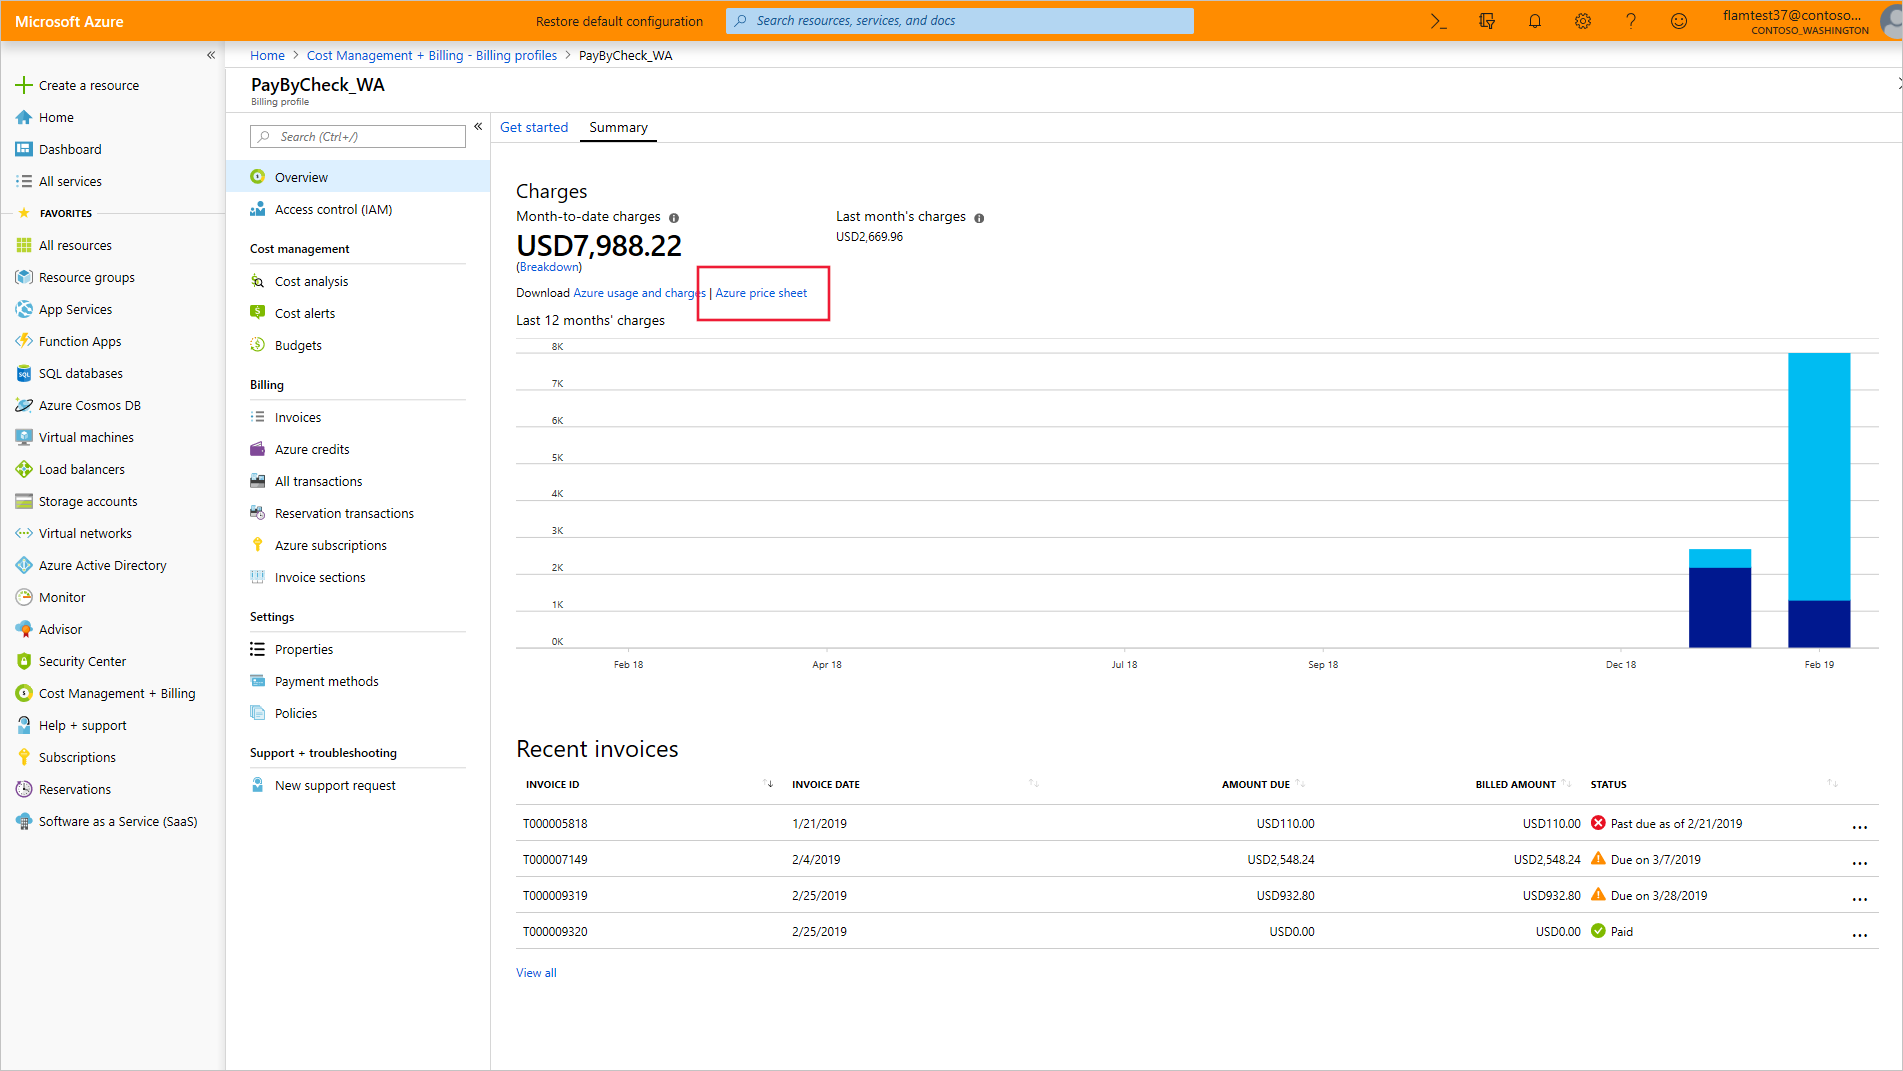 Microsoft Azure
Restore default configuration
Search resources, services, and docs
flamtest37@contoso...
CONTOSO_WASHINGTON
Home > Cost Management + Billing - Billing profiles > PayByCheck_WA
PayByCheck_WA
Billing profile
Create a resource
Home
Dashboard
All services
FAVORITES
All resources
Resource groups
App Services
Function Apps
SQL databases
Azure Cosmos DB
Virtual machines
Load balancers
Storage accounts
Virtual networks
Azure Active Directory
Monitor
Advisor
Security Center
Cost Management + Billing
Help + support
Subscriptions
Reservations
Software as a Service (SaaS)
Search (Ctrl+/)
Overview
Access control (IAM)
Cost management
Cost analysis
Cost alerts
Budgets
Billing
Invoices
Azure credits
All transactions
Reservation transactions
Azure subscriptions
Invoice sections
Settings
Properties
Payment methods
Policies
Support + troubleshooting
New support request
Get started Summary
Charges
Month-to-date charges
USD7,988.22
(Breakdown)
Last month's charges
USD2,669.96
Download Azure usage and charges | Azure price sheet
Last 12 months' charges
8K
7K
6K
5K
4K
3K
2K
1K
0K
Feb 18 Apr 18 Jul 18 Sep 18 Dec 18 Feb 19
Recent invoices
INVOICE ID INVOICE DATE AMOUNT DUE BILLED AMOUNT STATUS
T000005818 1/21/2019 USD110.00 USD110.00 Past due as of 2/21/2019 ...
T000007149 2/4/2019 USD2,548.24 USD2,548.24 Due on 3/7/2019 ...
T000009319 2/25/2019 USD932.80 USD932.80 Due on 3/28/2019 ...
T000009320 2/25/2019 USD0.00 USD0.00 Paid ...
View all